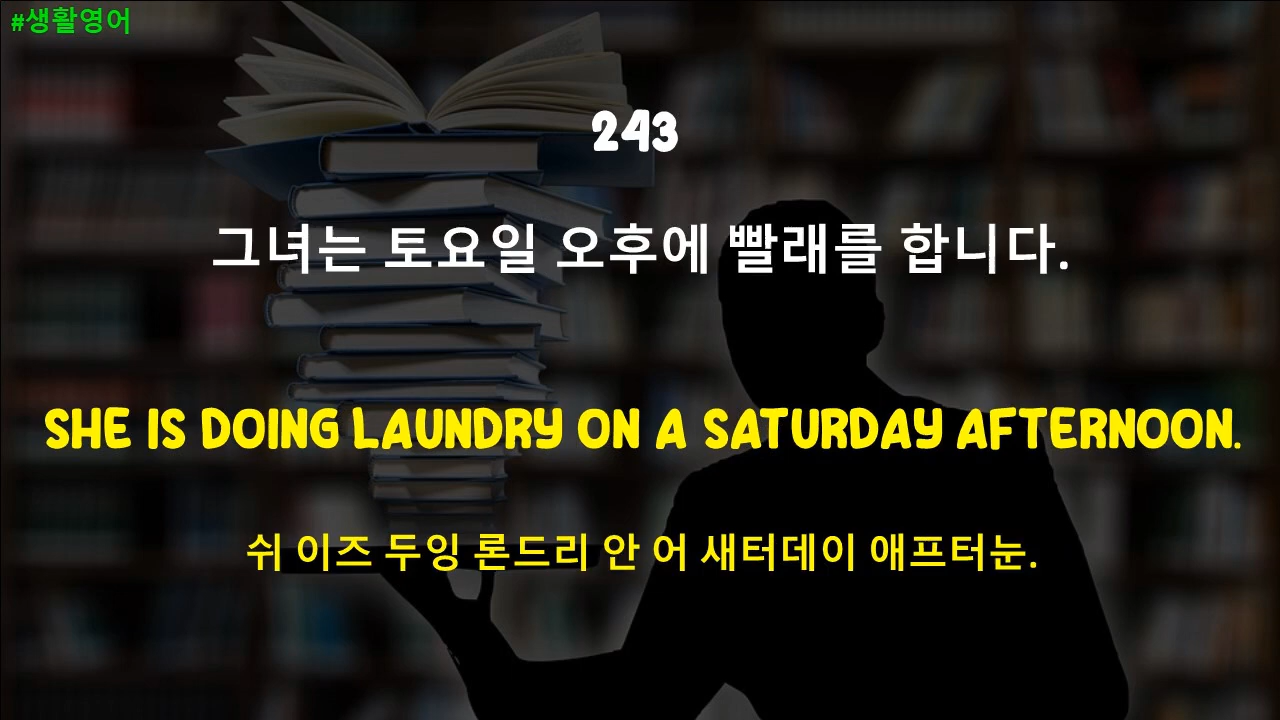 #생활영어
243
그녀는 토요일 오후에 빨래를 합니다.
SHE IS DOING LAUNDRY ON A SATURDAY AFTERNOON.
쉬 이즈 두잉 론드리 안 어 새터데이 애프터눈.